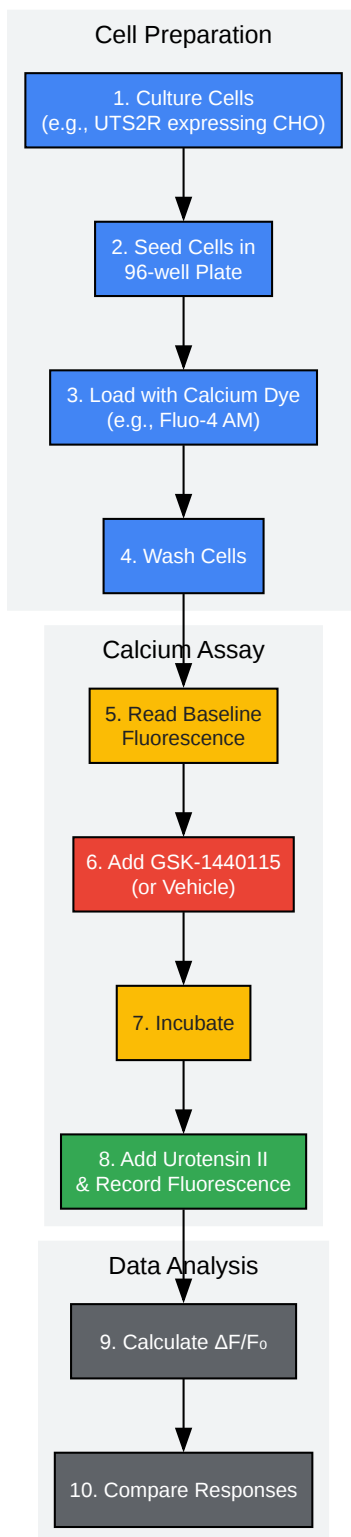 Cell Preparation
1. Culture Cells
(e.g., UTS2R expressing CHO)
2. Seed Cells in
96-well Plate
3. Load with Calcium Dye
(e.g., Fluo-4 AM)
4. Wash Cells
Calcium Assay
5. Read Baseline
Fluorescence
6. Add GSK-1440115
(or Vehicle)
7. Incubate
8. Add Urotensin II
& Record Fluorescence
Data Analysis
9. Calculate ΔF/F₀
10. Compare Responses